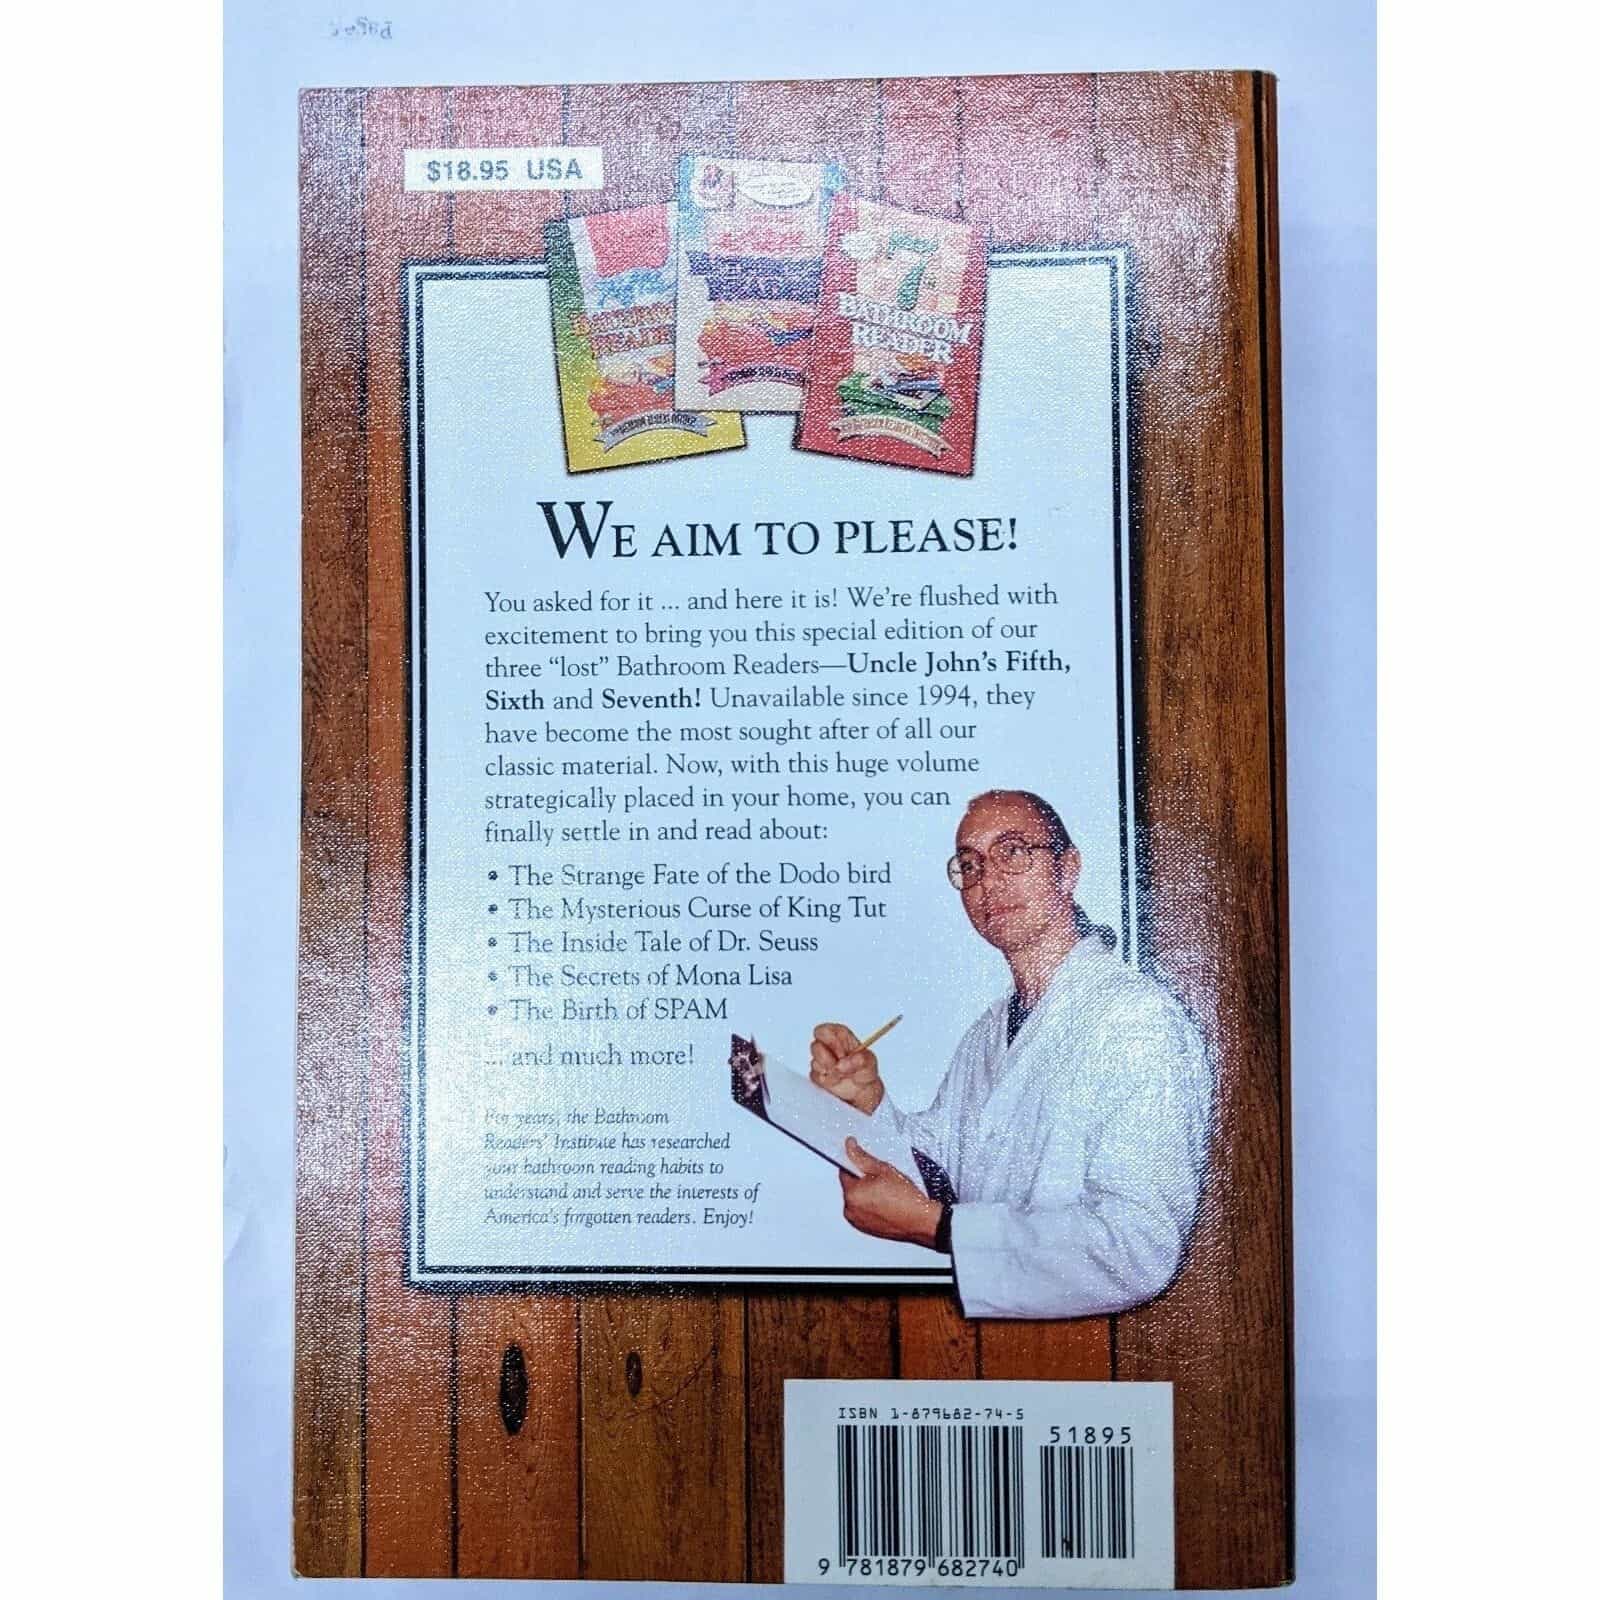 $18.95 USA
7TH
BATHROOM
READER
WE AIM TO PLEASE!
You asked for it ... and here it is! We're flushed with
excitement to bring you this special edition of our
three “lost” Bathroom Readers—Uncle John's Fifth,
Sixth and Seventh! Unavailable since 1994, they
have become the most sought after of all our
classic material. Now, with this huge volume
strategically placed in your home, you can
finally settle in and read about:
• The Strange Fate of the Dodo bird
• The Mysterious Curse of King Tut
• The Inside Tale of Dr. Seuss
• The Secrets of Mona Lisa
• The Birth of SPAM
... and much more!
For years, the Bathroom
Readers' Institute has researched
your bathroom reading habits to
understand and serve the interests of
America's forgotten readers. Enjoy!
ISBN 1-879682-74-5
51895
9 781879 682740